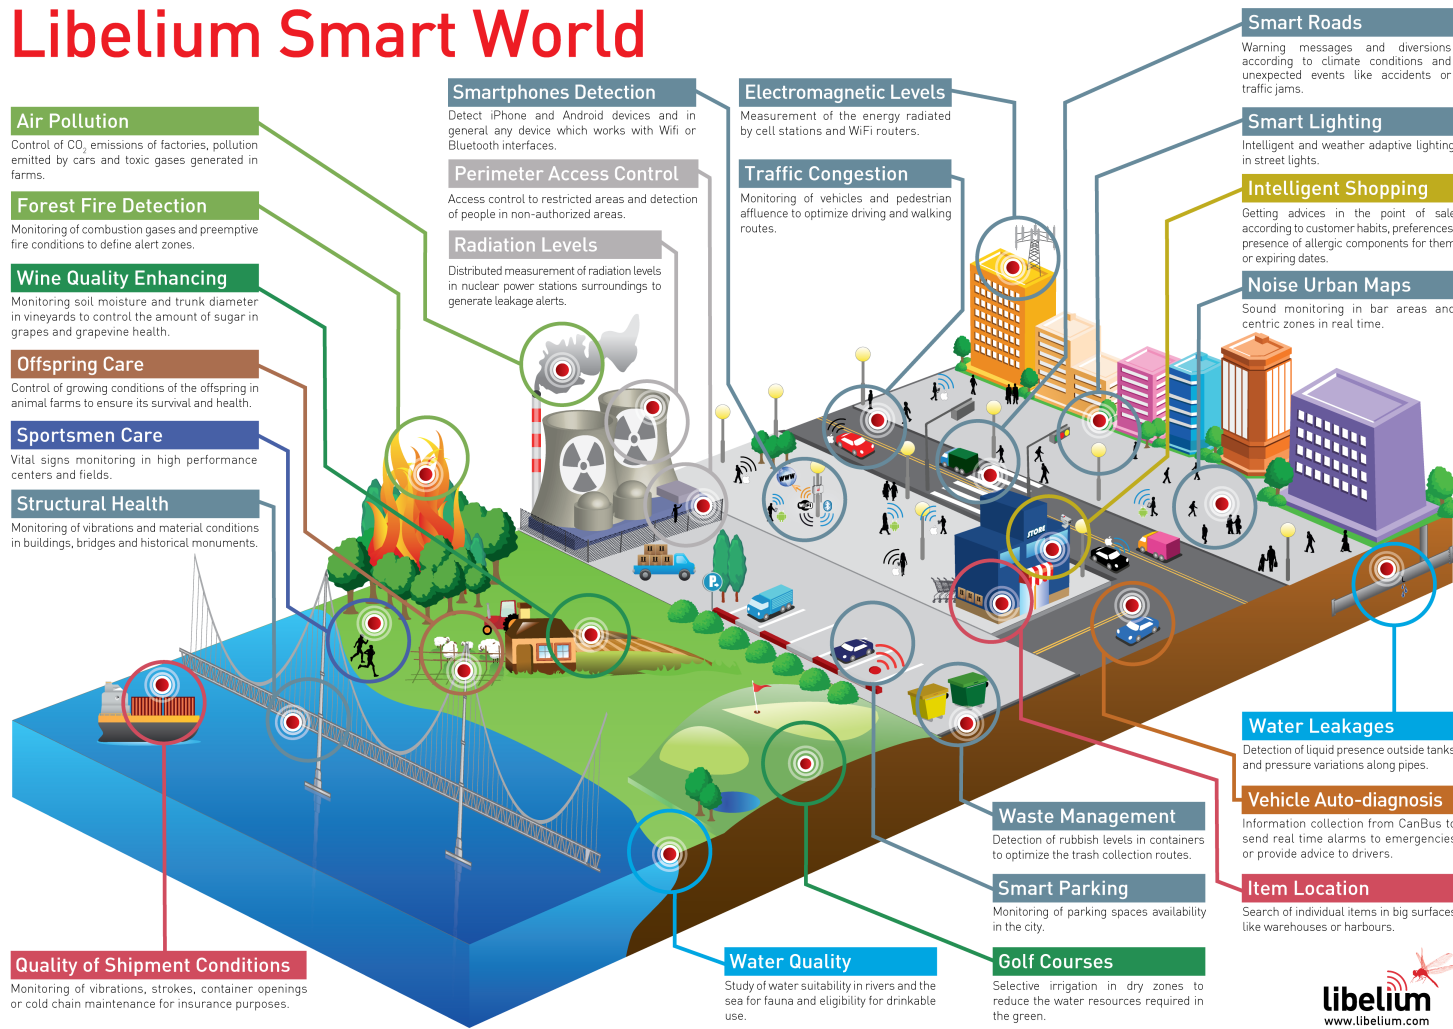 Libelium Smart World
Air Pollution
Control of CO2 emissions of factories, pollution
emitted by cars and toxic gases generated in
farms.
Forest Fire Detection
Monitoring of combustion gases and preemptive
fire conditions to define alert zones.
Wine Quality Enhancing
Monitoring soil moisture and trunk diameter
in vineyards to control the amount of sugar in
grapes and grapevine health.
Offspring Care
Control of growing conditions of the offspring in
animal farms to ensure its survival and health.
Sportsmen Care
Vital signs monitoring in high performance
centers and fields.
Structural Health
Monitoring of vibrations and material conditions
in buildings, bridges and historical monuments.
Quality of Shipment Conditions
Monitoring of vibrations, strokes, container openings
or cold chain maintenance for insurance purposes.
Smartphones Detection
Detect iPhone and Android devices and in
general any device which works with Wifi or
Bluetooth interfaces.
Perimeter Access Control
Access control to restricted areas and detection
of people in non-authorized areas.
Radiation Levels
Distributed measurement of radiation levels
in nuclear power stations surroundings to
generate leakage alerts.
Electromagnetic Levels
Measurement of the energy radiated
by cell stations and WiFi routers.
Traffic Congestion
Monitoring of vehicles and pedestrian
affluence to optimize driving and walking
routes.
Smart Roads
Warning messages and diversions
according to climate conditions and
unexpected events like accidents or
traffic jams.
Smart Lighting
Intelligent and weather adaptive lighting
in street lights.
Intelligent Shopping
Getting advices in the point of sale
according to customer habits, preferences,
presence of allergic components for them
or expiring dates.
Noise Urban Maps
Sound monitoring in bar areas and
centric zones in real time.
WWW
STORE
P
Water Leakages
Detection of liquid presence outside tanks
and pressure variations along pipes.
Vehicle Auto-diagnosis
Information collection from CanBus to
send real time alarms to emergencies
or provide advice to drivers.
Item Location
Search of individual items in big surfaces
like warehouses or harbours.
Waste Management
Detection of rubbish levels in containers
to optimize the trash collection routes.
Smart Parking
Monitoring of parking spaces availability
in the city.
Golf Courses
Selective irrigation in dry zones to
reduce the water resources required in
the green.
Water Quality
Study of water suitability in rivers and the
sea for fauna and eligibility for drinkable
use.
libelium
www.libelium.com